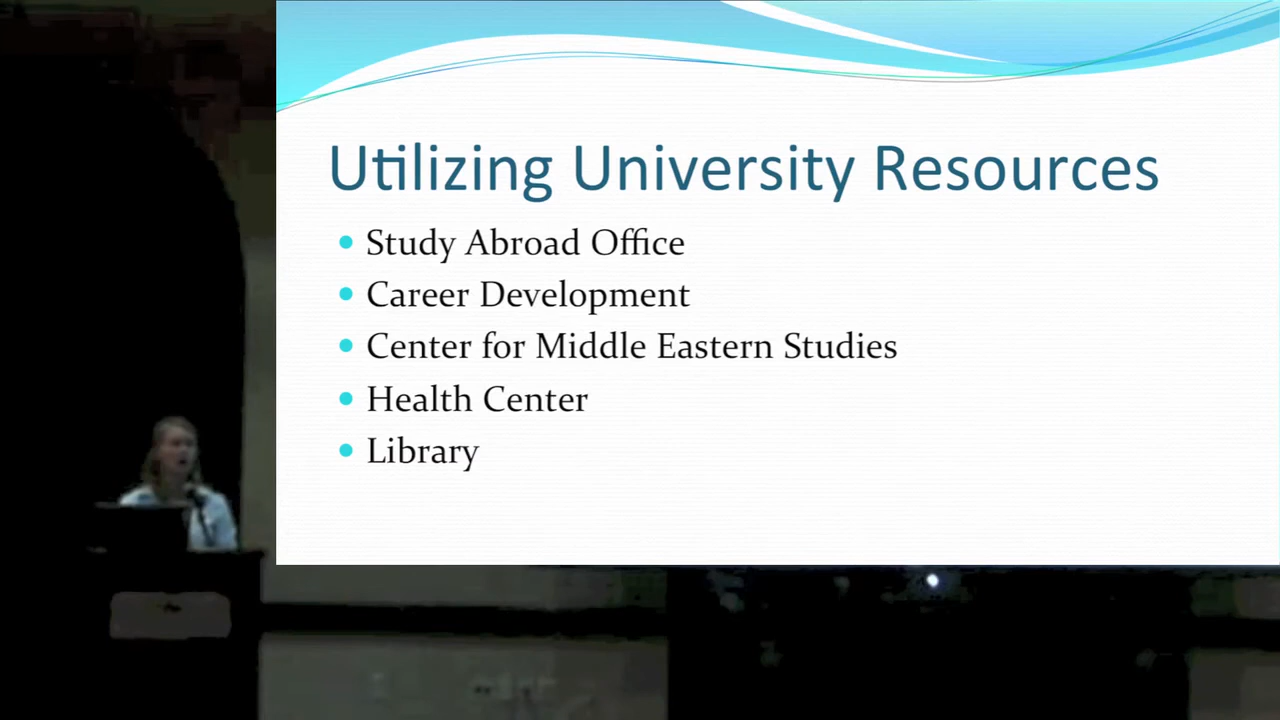 Utilizing University Resources
Study Abroad Office
Career Development
Center for Middle Eastern Studies
Health Center
Library